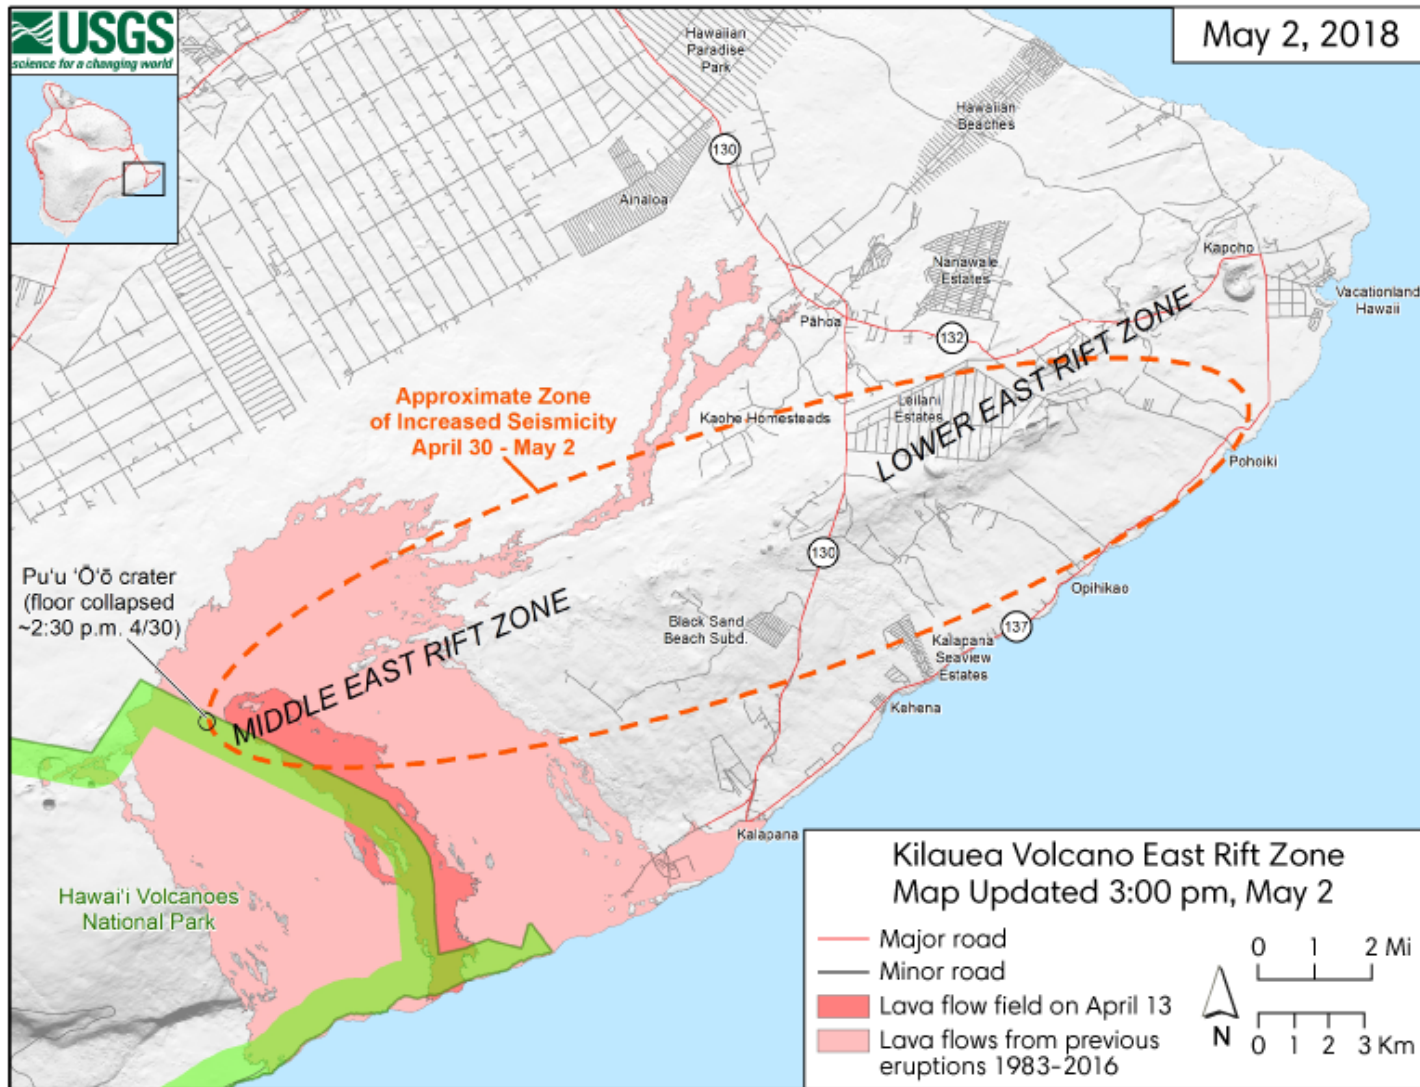 USGS
science for a changing world
May 2, 2018
Hawaiian
Paradise
Park
Hawaiian
Beaches
130
Ainaloa
Nanawale
Estates
Kapoho
Vacationland
Hawaii
Pāhoa
132
LOWER EAST RIFT ZONE
Approximate Zone
of Increased Seismicity
April 30 - May 2
Kaohe Homesteads
Leilani
Estates
Pohoiki
130
Opihikao
Pu‘u ‘Ō‘ō crater
(floor collapsed
~2:30 p.m. 4/30)
MIDDLE EAST RIFT ZONE
Black Sand
Beach Subd.
137
Kalapana
Seaview
Estates
Kehena
Kalapana
Hawai‘i Volcanoes
National Park
Kilauea Volcano East Rift Zone
Map Updated 3:00 pm, May 2
Major road
Minor road
Lava flow field on April 13
Lava flows from previous
eruptions 1983-2016
N
0 1 2 Mi
0 1 2 3 Km